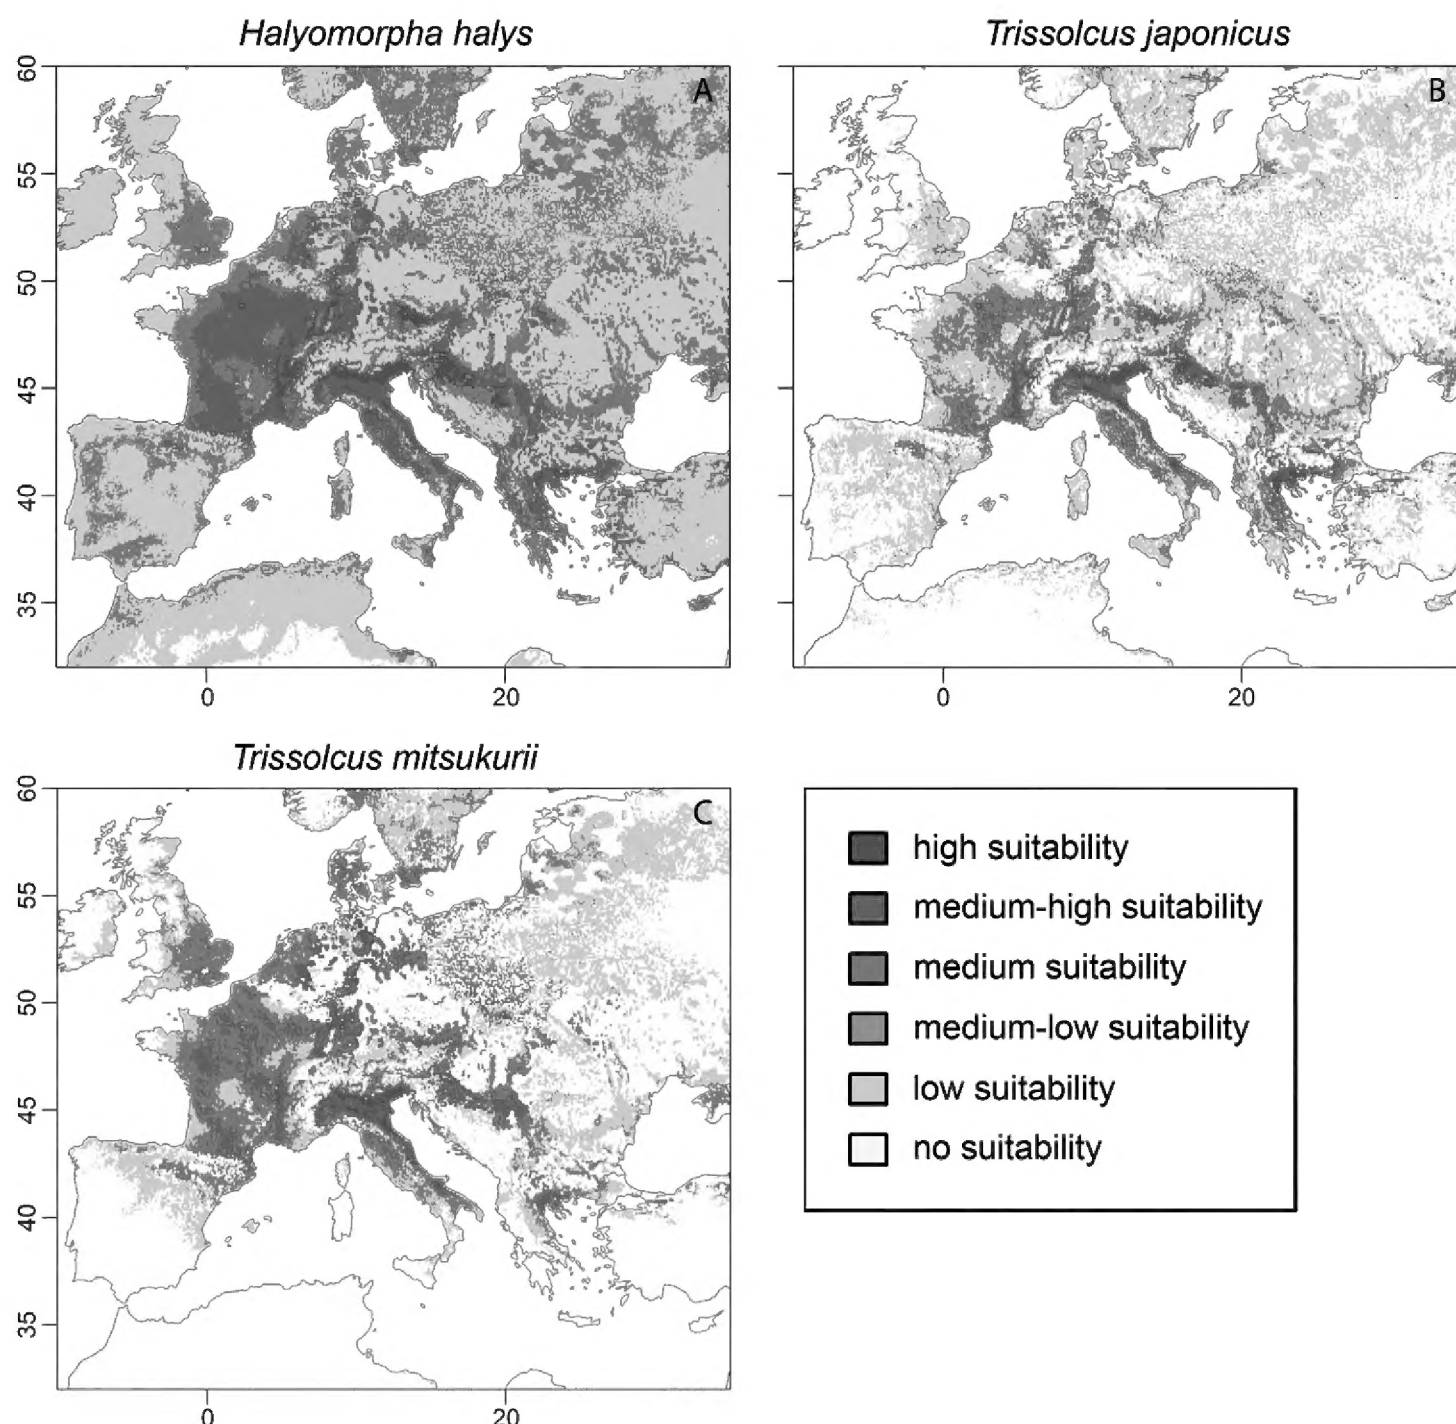 Halyomorpha halys
Trissolcus japonicus
60
55
50
45
40
35
A
B
0
20
0
20
Trissolcus mitsukurii
60
55
50
45
40
35
C
high suitability
medium-high suitability
medium suitability
medium-low suitability
low suitability
no suitability
0
20